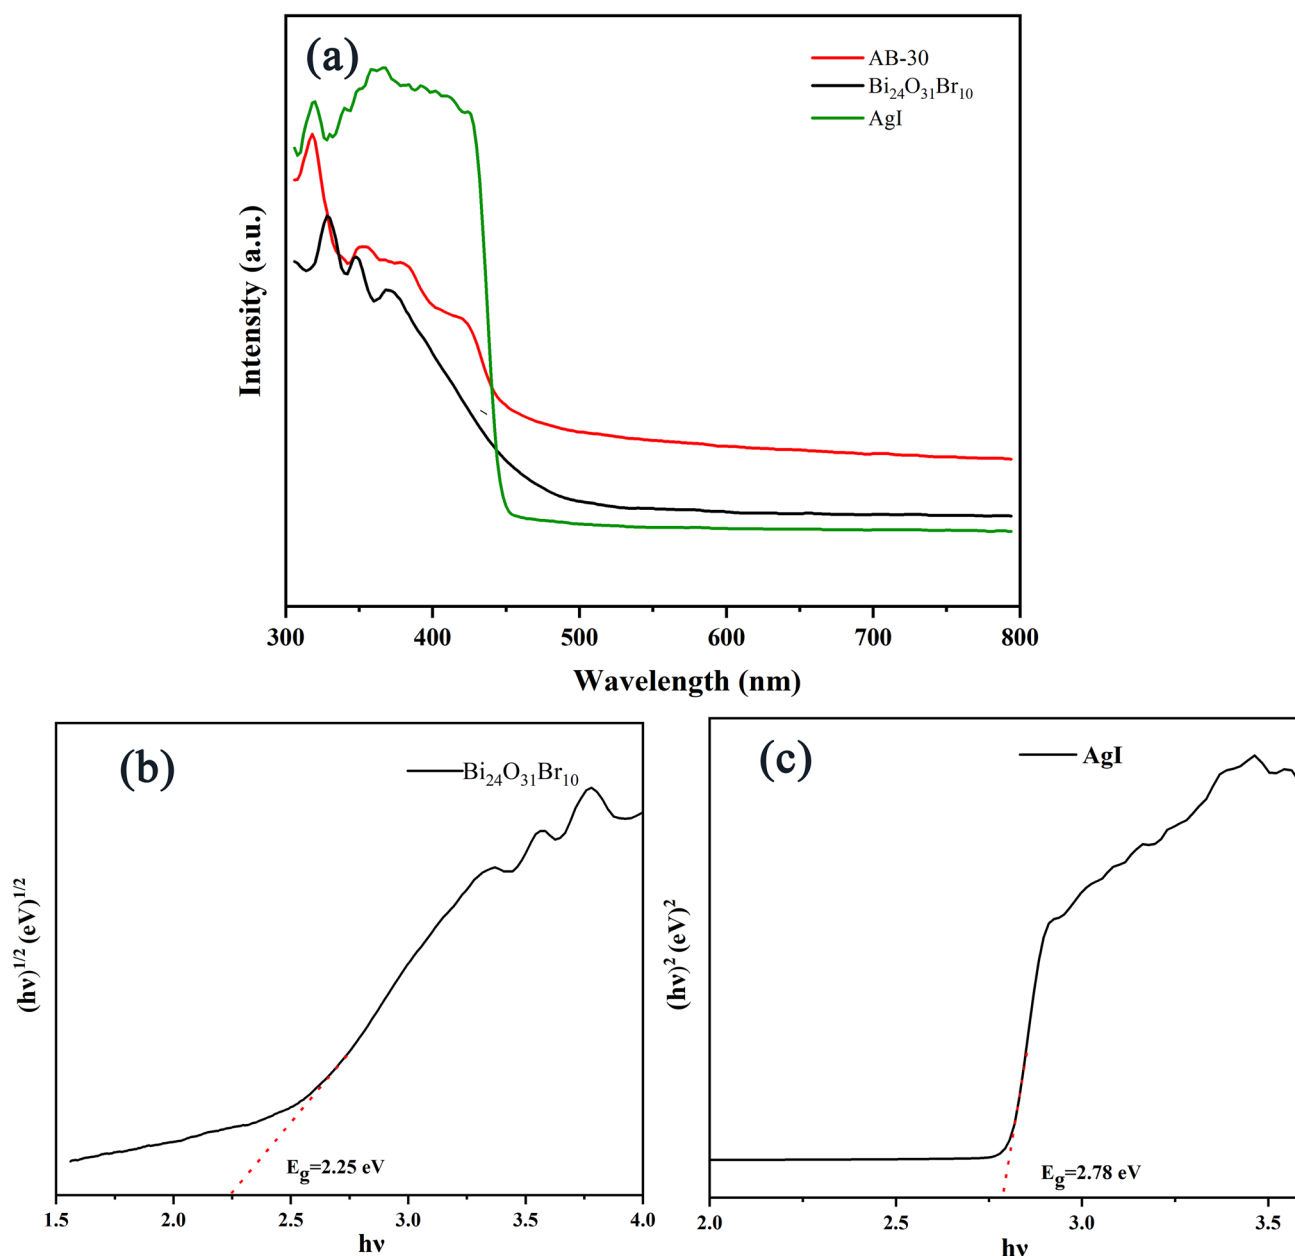 (a)
AB-30
Bi₂₄O₃₁Br₁₀
AgI
Intensity (a.u.)
300 400 500 600 700 800
Wavelength (nm)
(b)
Bi₂₄O₃₁Br₁₀
(hν)¹/² (eV)¹/²
E_g=2.25 eV
1.5 2.0 2.5 3.0 3.5 4.0
hν
(c)
AgI
(hν)² (eV)²
E_g=2.78 eV
2.0 2.5 3.0 3.5
hν